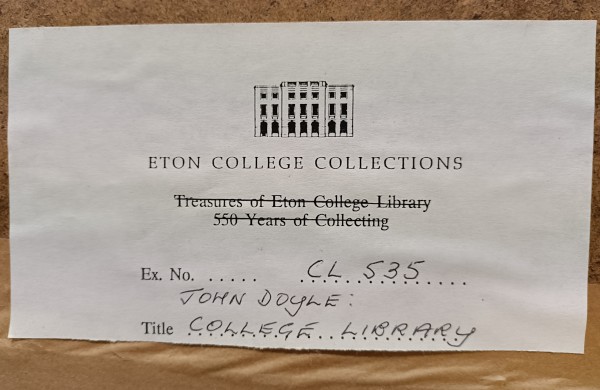 ETON COLLEGE COLLECTIONS
Treasures of Eton College Library
550 Years of Collecting
Ex. No. ..... CL 535
JOHN DOYLE:
Title COLLEGE LIBRARY